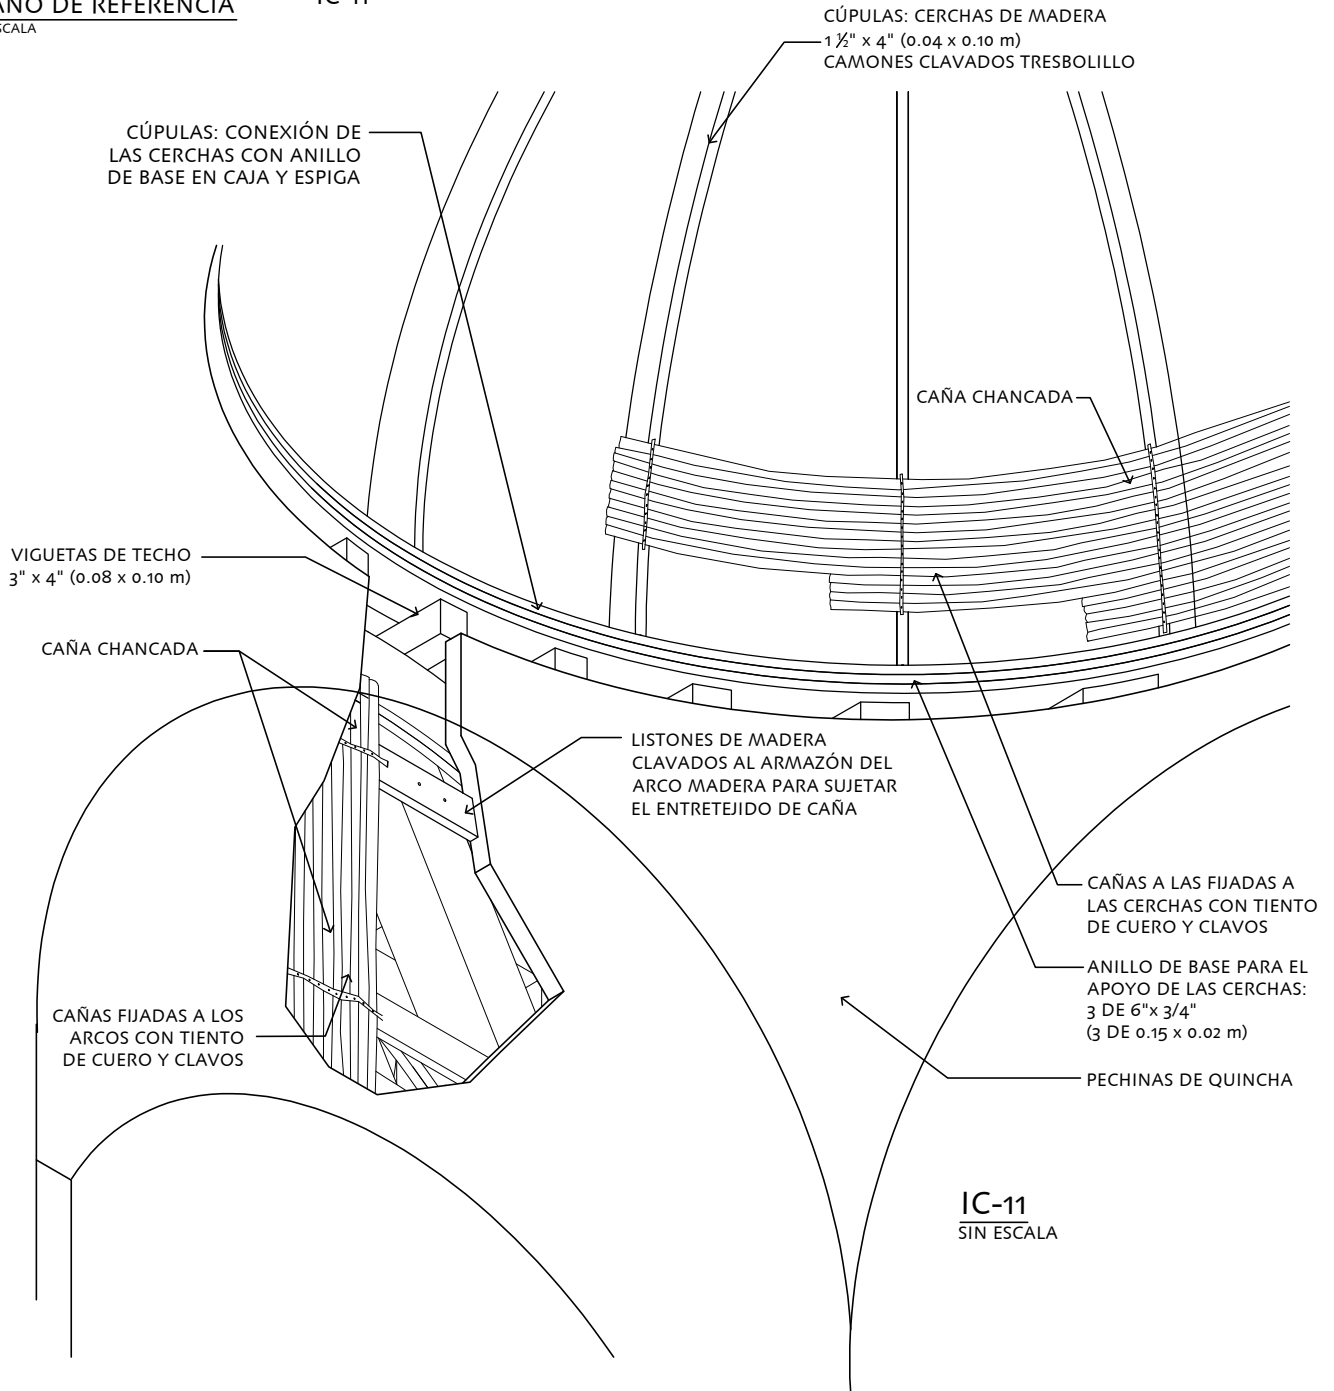 CÚPULAS: CERCHAS DE MADERA
1 ½" x 4" (0.04 x 0.10 m)
CAMONES CLAVADOS TRESBOLILLO
DE REFERENCIA
CÚPULAS: CONEXIÓN DE
LAS CERCHAS CON ANILLO
DE BASE EN CAJA Y ESPIGA
CAÑA CHANCADA
VIGUETAS DE TECHO
3" x 4" (0.08 x 0.10 m)
CAÑA CHANCADA
LISTONES DE MADERA
CLAVADOS AL ARMAZÓN DEL
ARCO MADERA PARA SUJETAR
EL ENTRETEJIDO DE CAÑA
CAÑAS A LAS FIJADAS A
LAS CERCHAS CON TIENTO
DE CUERO Y CLAVOS
ANILLO DE BASE PARA EL
APOYO DE LAS CERCHAS:
3 DE 6"x 3/4"
(3 DE 0.15 x 0.02 m)
CAÑAS FIJADAS A LOS
ARCOS CON TIENTO
DE CUERO Y CLAVOS
PECHINAS DE QUINCHA
IC-11
SIN ESCALA